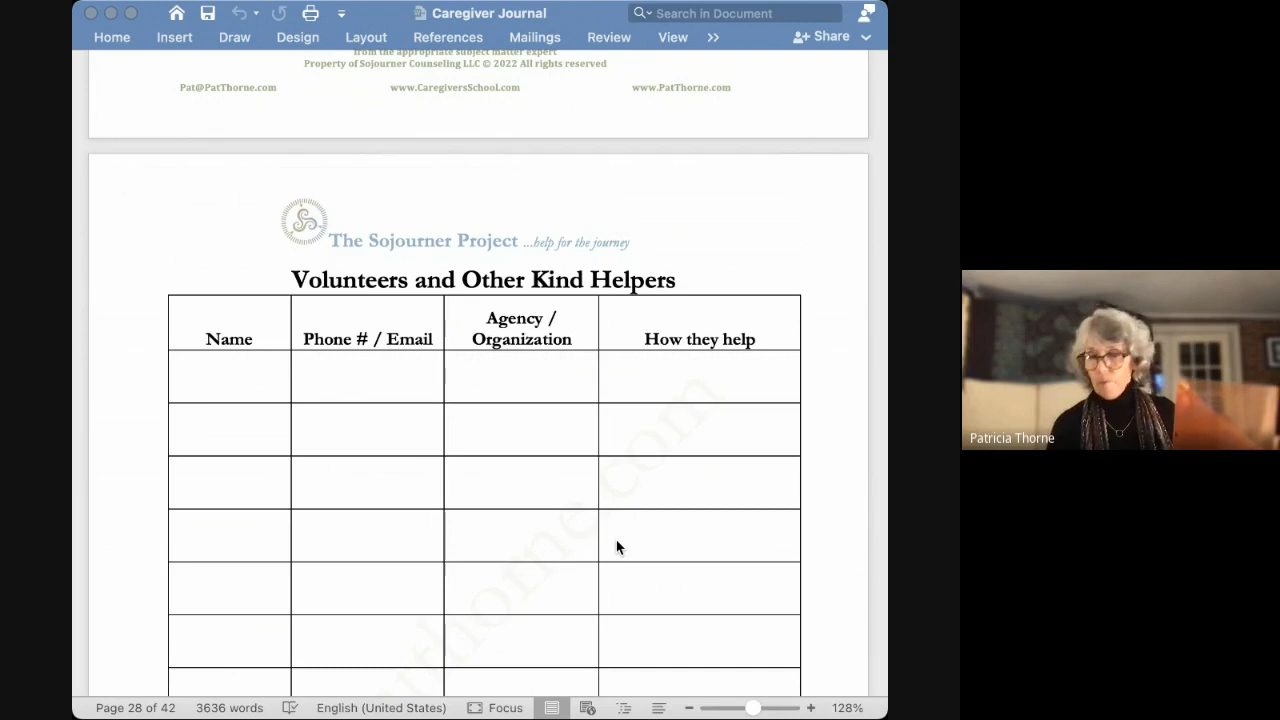 Caregiver Journal
Search in Document
Home Insert Draw Design Layout References Mailings Review View >> Share
from the appropriate subject matter expert
Property of Sojourner Counseling LLC © 2022 All rights reserved
Pat@PatThorne.com www.CaregiversSchool.com www.PatThorne.com
The Sojourner Project ...help for the journey
Volunteers and Other Kind Helpers
Name Phone # / Email Agency / Organization How they help
thorne.com
Patricia Thorne
Page 28 of 42 3636 words English (United States) Focus 128%